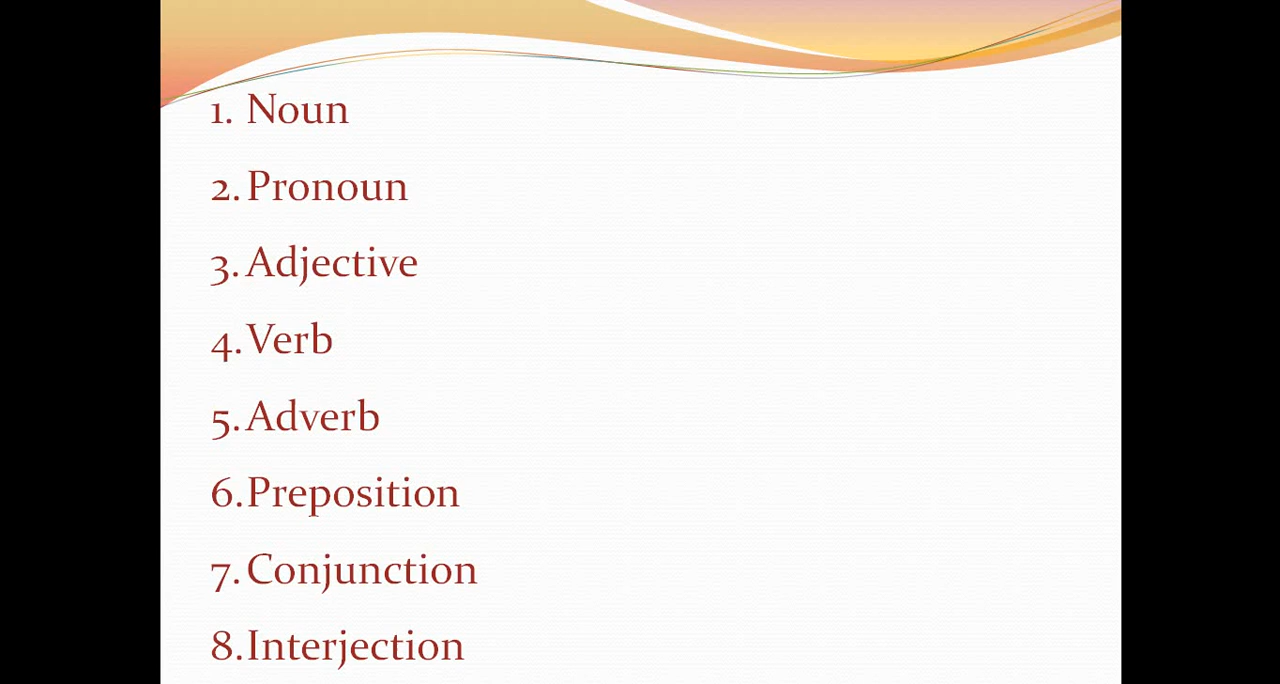 1. Noun
2. Pronoun
3. Adjective
4. Verb
5. Adverb
6. Preposition
7. Conjunction
8. Interjection